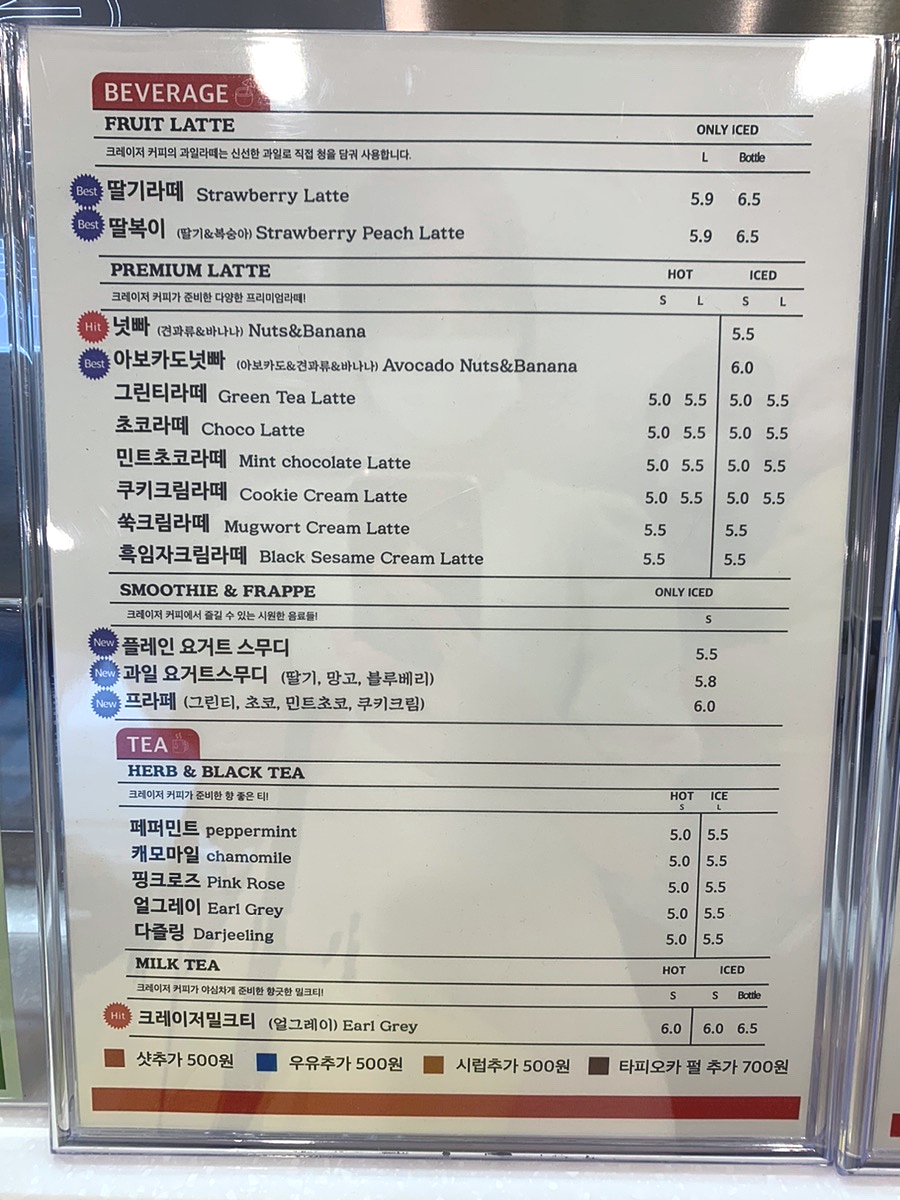 BEVERAGE
FRUIT LATTE ONLY ICED
크레이저 커피의 과일라떼는 신선한 과일로 직접 청을 담궈 사용합니다. L Bottle
Best 딸기라떼 Strawberry Latte 5.9 6.5
Best 딸복이 (딸기&복숭아) Strawberry Peach Latte 5.9 6.5
PREMIUM LATTE HOT ICED
크레이저 커피가 준비한 다양한 프리미엄라떼! S L S L
Hit 넛빠 (견과류&바나나) Nuts&Banana 5.5
Best 아보카도넛빠 (아보카도&견과류&바나나) Avocado Nuts&Banana 6.0
그린티라떼 Green Tea Latte 5.0 5.5 5.0 5.5
초코라떼 Choco Latte 5.0 5.5 5.0 5.5
민트초코라떼 Mint chocolate Latte 5.0 5.5 5.0 5.5
쿠키크림라떼 Cookie Cream Latte 5.0 5.5 5.0 5.5
쑥크림라떼 Mugwort Cream Latte 5.5 5.5
흑임자크림라떼 Black Sesame Cream Latte 5.5 5.5
SMOOTHIE & FRAPPE ONLY ICED
크레이저 커피에서 즐길 수 있는 시원한 음료들! S
New 플레인 요거트 스무디 5.5
New 과일 요거트스무디 (딸기, 망고, 블루베리) 5.8
New 프라페 (그린티, 초코, 민트초코, 쿠키크림) 6.0
TEA
HERB & BLACK TEA
크레이저 커피가 준비한 향 좋은 티! HOT ICE
S L
페퍼민트 peppermint 5.0 5.5
캐모마일 chamomile 5.0 5.5
핑크로즈 Pink Rose 5.0 5.5
얼그레이 Earl Grey 5.0 5.5
다즐링 Darjeeling 5.0 5.5
MILK TEA HOT ICED
크레이저 커피가 야심차게 준비한 향긋한 밀크티! S S Bottle
Hit 크레이저밀크티 (얼그레이) Earl Grey 6.0 6.0 6.5
샷추가 500원 우유추가 500원 시럽추가 500원 타피오카 펄 추가 700원